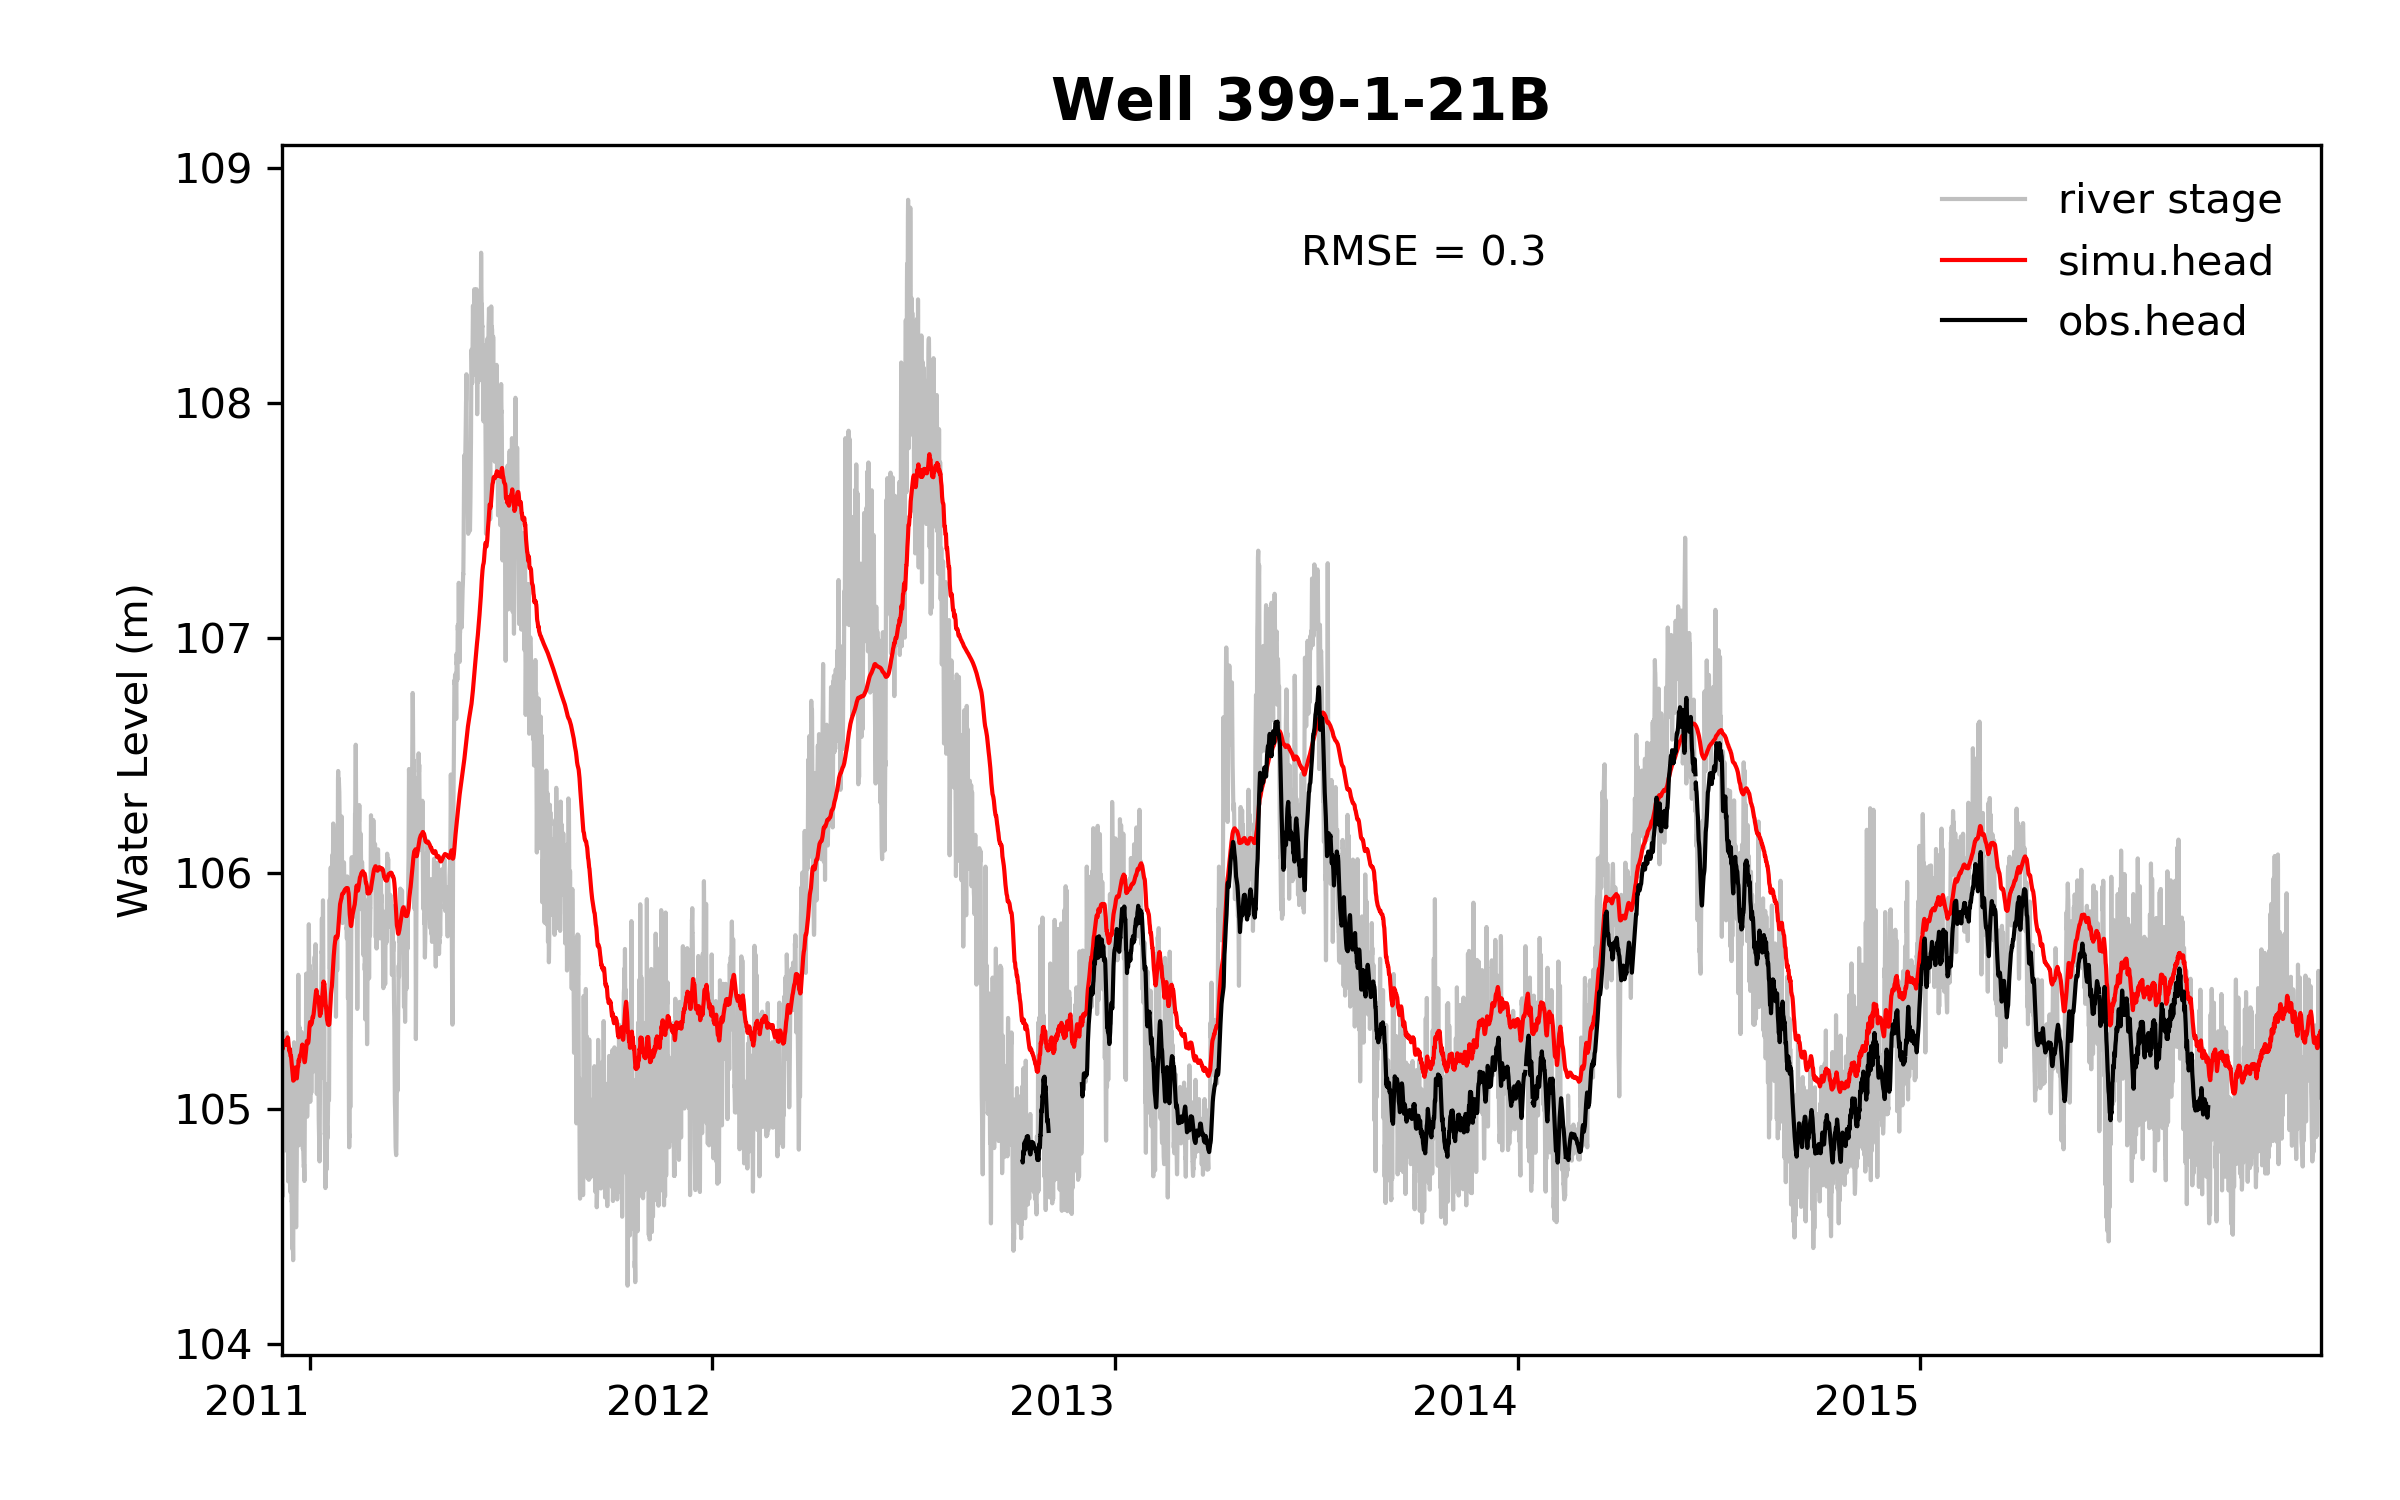 Well 399-1-21B
109
108
107
106
105
104
Water Level (m)
RMSE = 0.3
river stage
simu.head
obs.head
2011
2012
2013
2014
2015